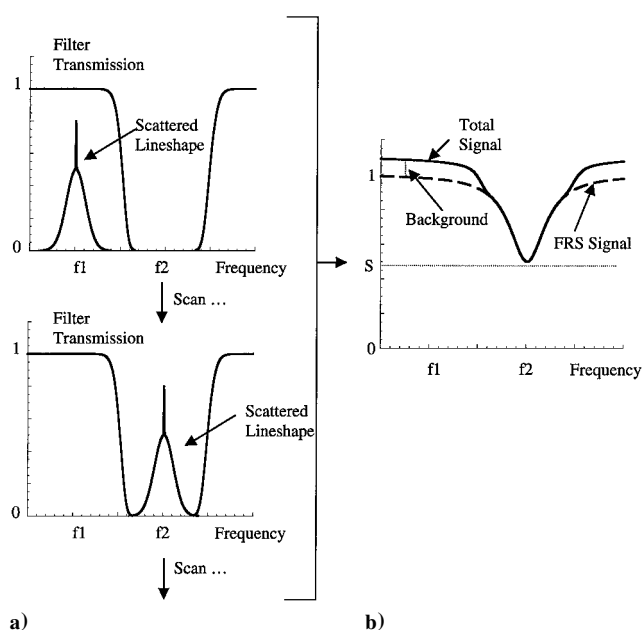 Filter
Transmission
1
Scattered
Lineshape
0
f1
f2
Frequency
Scan ...
Filter
Transmission
1
Scattered
Lineshape
0
f1
f2
Frequency
Scan ...
a)
Total
Signal
1
Background
FRS Signal
S
0
f1
f2
Frequency
b)